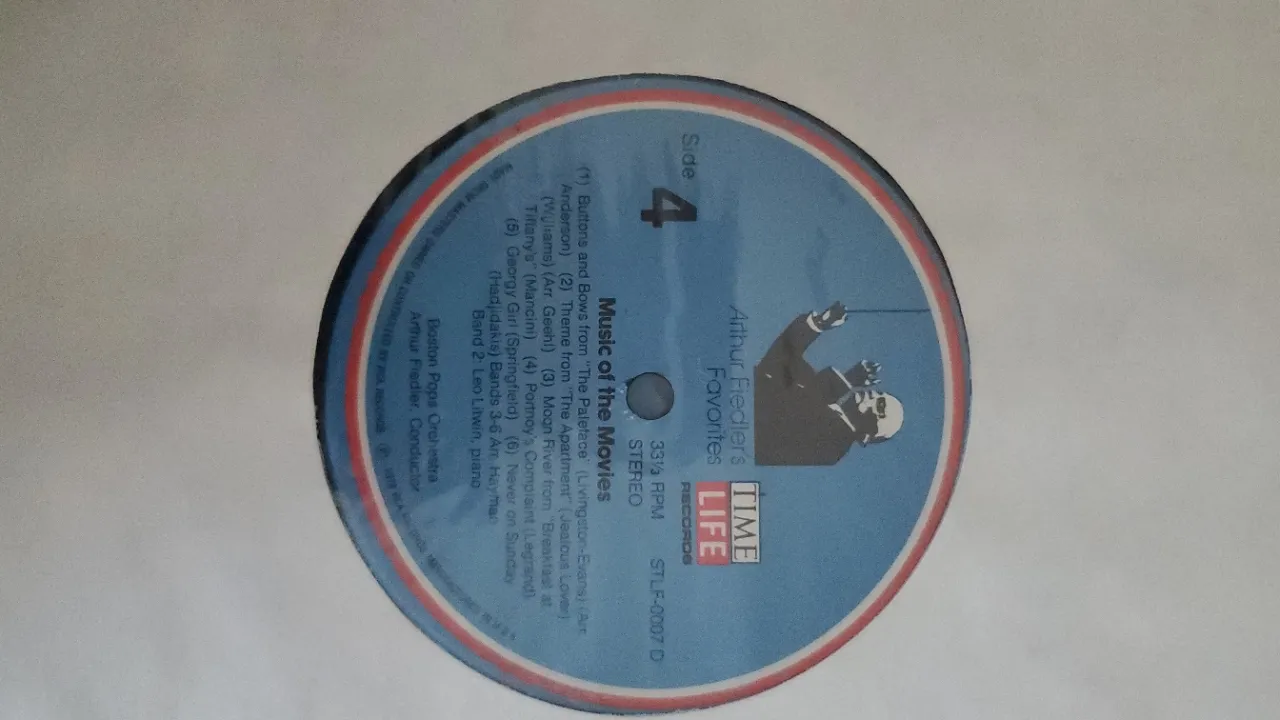 Arthur Fiedler's
Favorites
TIME
LIFE
RECORDS
Side
4
33⅓ RPM STLF-0007 D
STEREO
Music of the Movies
(1) Buttons and Bows from "The Paleface" (Livingston-Evans) (Arr.
Anderson) (2) Theme from "The Apartment" (Jealous Lover)
(Williams) (Arr. Geehl) (3) Moon River from "Breakfast at
Tiffany's" (Mancini) (4) Portnoy's Complaint (Legrand)
(5) Georgy Girl (Springfield) (6) Never on Sunday
(Hadjidakis) Bands 3-6 Arr. Hayman
Band 2: Leo Litwin, piano
Boston Pops Orchestra
Arthur Fiedler, Conductor
BY RCA RECORDS